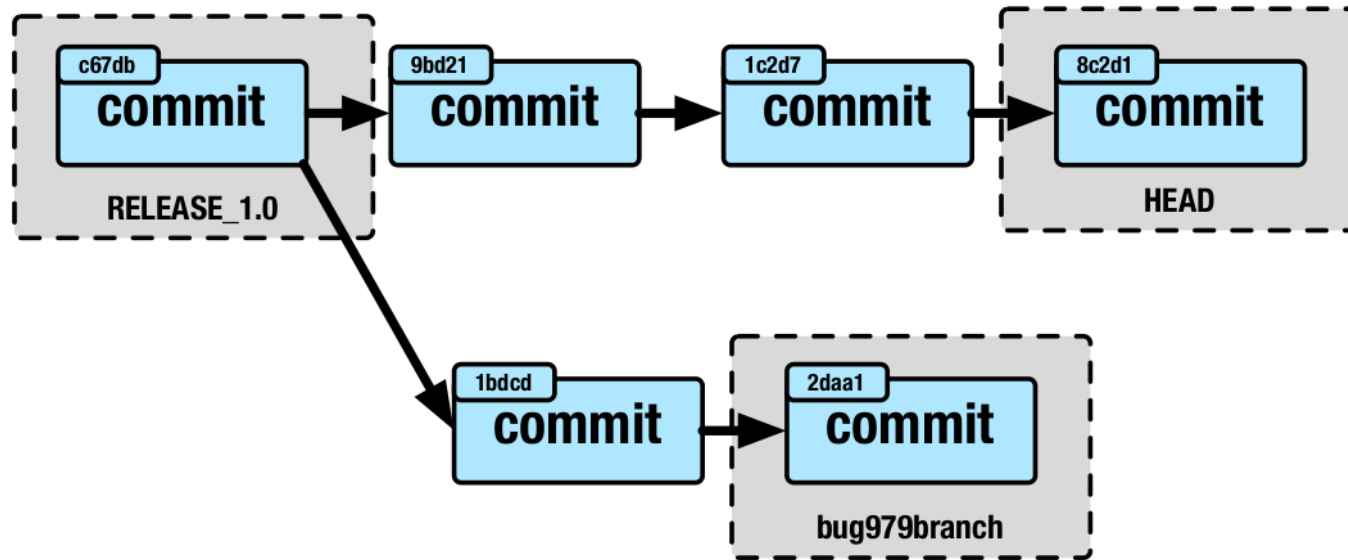 c67db
commit
RELEASE_1.0
9bd21
commit
1c2d7
commit
8c2d1
commit
HEAD
1bdcd
commit
2daa1
commit
bug979branch